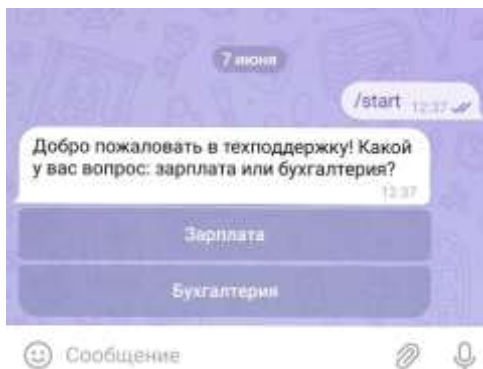 7 июня
/start 12:37
Добро пожаловать в техподдержку! Какой
у вас вопрос: зарплата или бухгалтерия?
12:37
Зарплата
Бухгалтерия
Сообщение